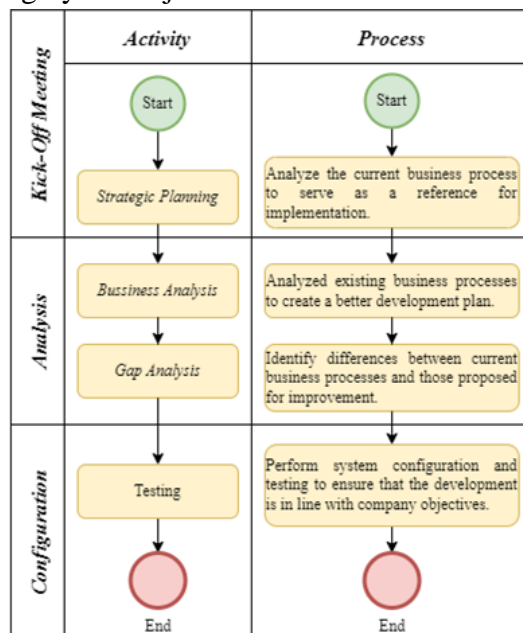 Activity
Process
Kick-Off Meeting
Start
Start
Strategic Planning
Analyze the current business process
to serve as a reference for
implementation.
Analysis
Bussiness Analysis
Analyzed existing business processes
to create a better development plan.
Gap Analysis
Identify differences between current
business processes and those proposed
for improvement.
Configuration
Testing
Perform system configuration and
testing to ensure that the development
is in line with company objectives.
End
End